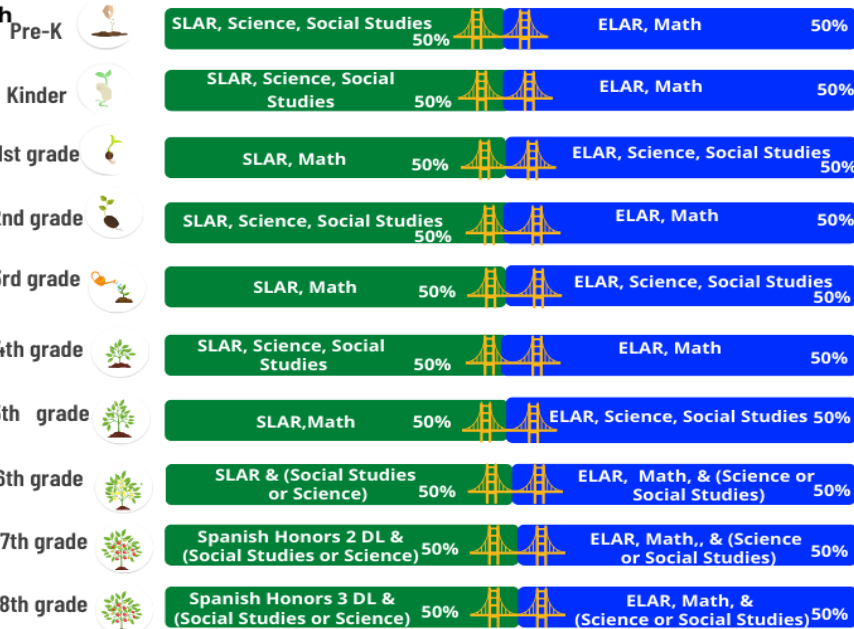 h
Pre-K
SLAR, Science, Social Studies
50%
ELAR, Math
50%
Kinder
SLAR, Science, Social
Studies
50%
ELAR, Math
50%
1st grade
SLAR, Math
50%
ELAR, Science, Social Studies
50%
2nd grade
SLAR, Science, Social Studies
50%
ELAR, Math
50%
3rd grade
SLAR, Math
50%
ELAR, Science, Social Studies
50%
4th grade
SLAR, Science, Social
Studies
50%
ELAR, Math
50%
5th grade
SLAR,Math
50%
ELAR, Science, Social Studies 50%
6th grade
SLAR & (Social Studies
or Science)
50%
ELAR, Math, & (Science or
Social Studies)
50%
7th grade
Spanish Honors 2 DL &
(Social Studies or Science)
50%
ELAR, Math,, & (Science
or Social Studies)
50%
8th grade
Spanish Honors 3 DL &
(Social Studies or Science)
50%
ELAR, Math, &
(Science or Social Studies)
50%